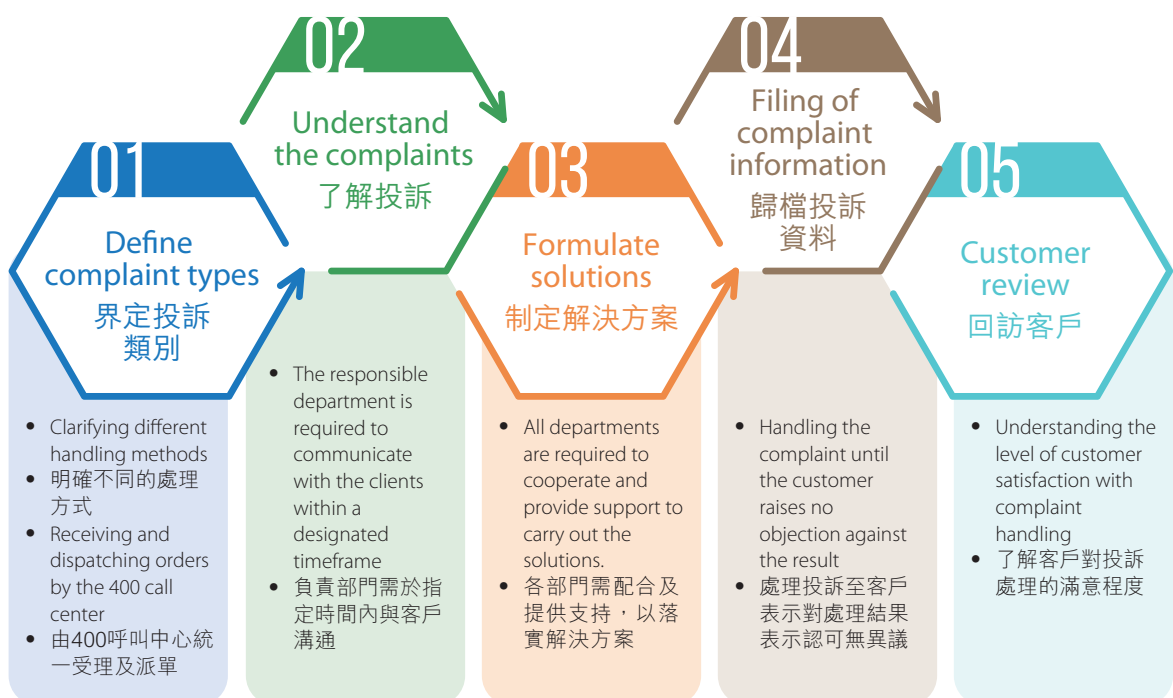 01
Define
complaint types
界定投訴
類別
• Clarifying different
handling methods
• 明確不同的處理
方式
• Receiving and
dispatching orders
by the 400 call
center
• 由400呼叫中心統
一受理及派單
02
Understand
the complaints
了解投訴
• The responsible
department is
required to
communicate
with the clients
within a
designated
timeframe
• 負責部門需於指
定時間內與客戶
溝通
03
Formulate
solutions
制定解決方案
• All departments
are required to
cooperate and
provide support to
carry out the
solutions.
• 各部門需配合及
提供支持，以落
實解決方案
04
Filing of
complaint
information
歸檔投訴
資料
• Handling the
complaint until
the customer
raises no
objection against
the result
• 處理投訴至客戶
表示對處理結果
表示認可無異議
05
Customer
review
回訪客戶
• Understanding the
level of customer
satisfaction with
complaint
handling
• 了解客戶對投訴
處理的滿意程度